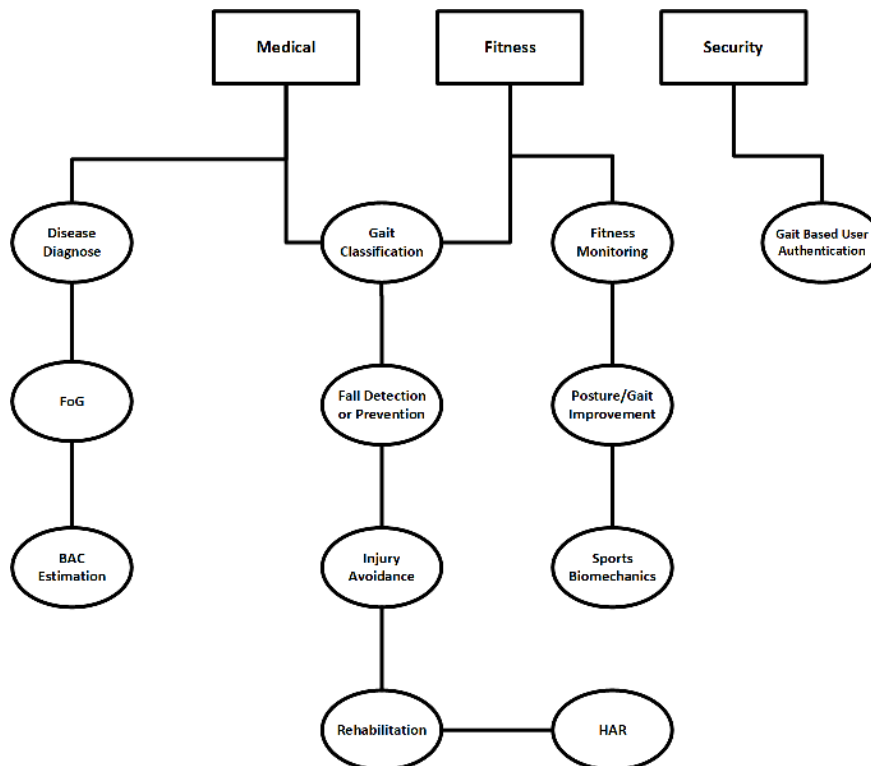 Medical
Fitness
Security
Disease
Diagnose
Gait
Classification
Fitness
Monitoring
Gait Based User
Authentication
FoG
Fall Detection
or Prevention
Posture/Gait
Improvement
BAC
Estimation
Injury
Avoidance
Sports
Biomechanics
Rehabilitation
HAR